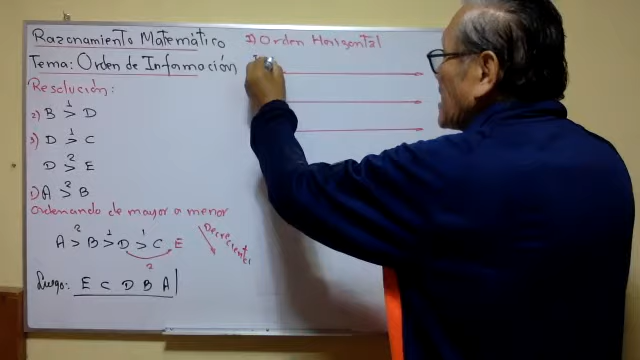 Razonamiento Matemático
Tema: Orden de Información
Resolución:
2) B > 1 D
3) D > 1 C
D > 2 E
1) A > 2 B
Ordenando de mayor a menor
A > 2 B > 1 D > 1 C E
2
Decreciente
Luego: E C D B A
I) Orden Horizontal